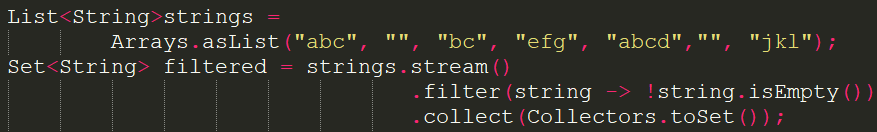 List<String>strings =
Arrays.asList("abc", "", "bc", "efg", "abcd","", "jkl");
Set<String> filtered = strings.stream()
.filter(string -> !string.isEmpty())
.collect(Collectors.toSet());